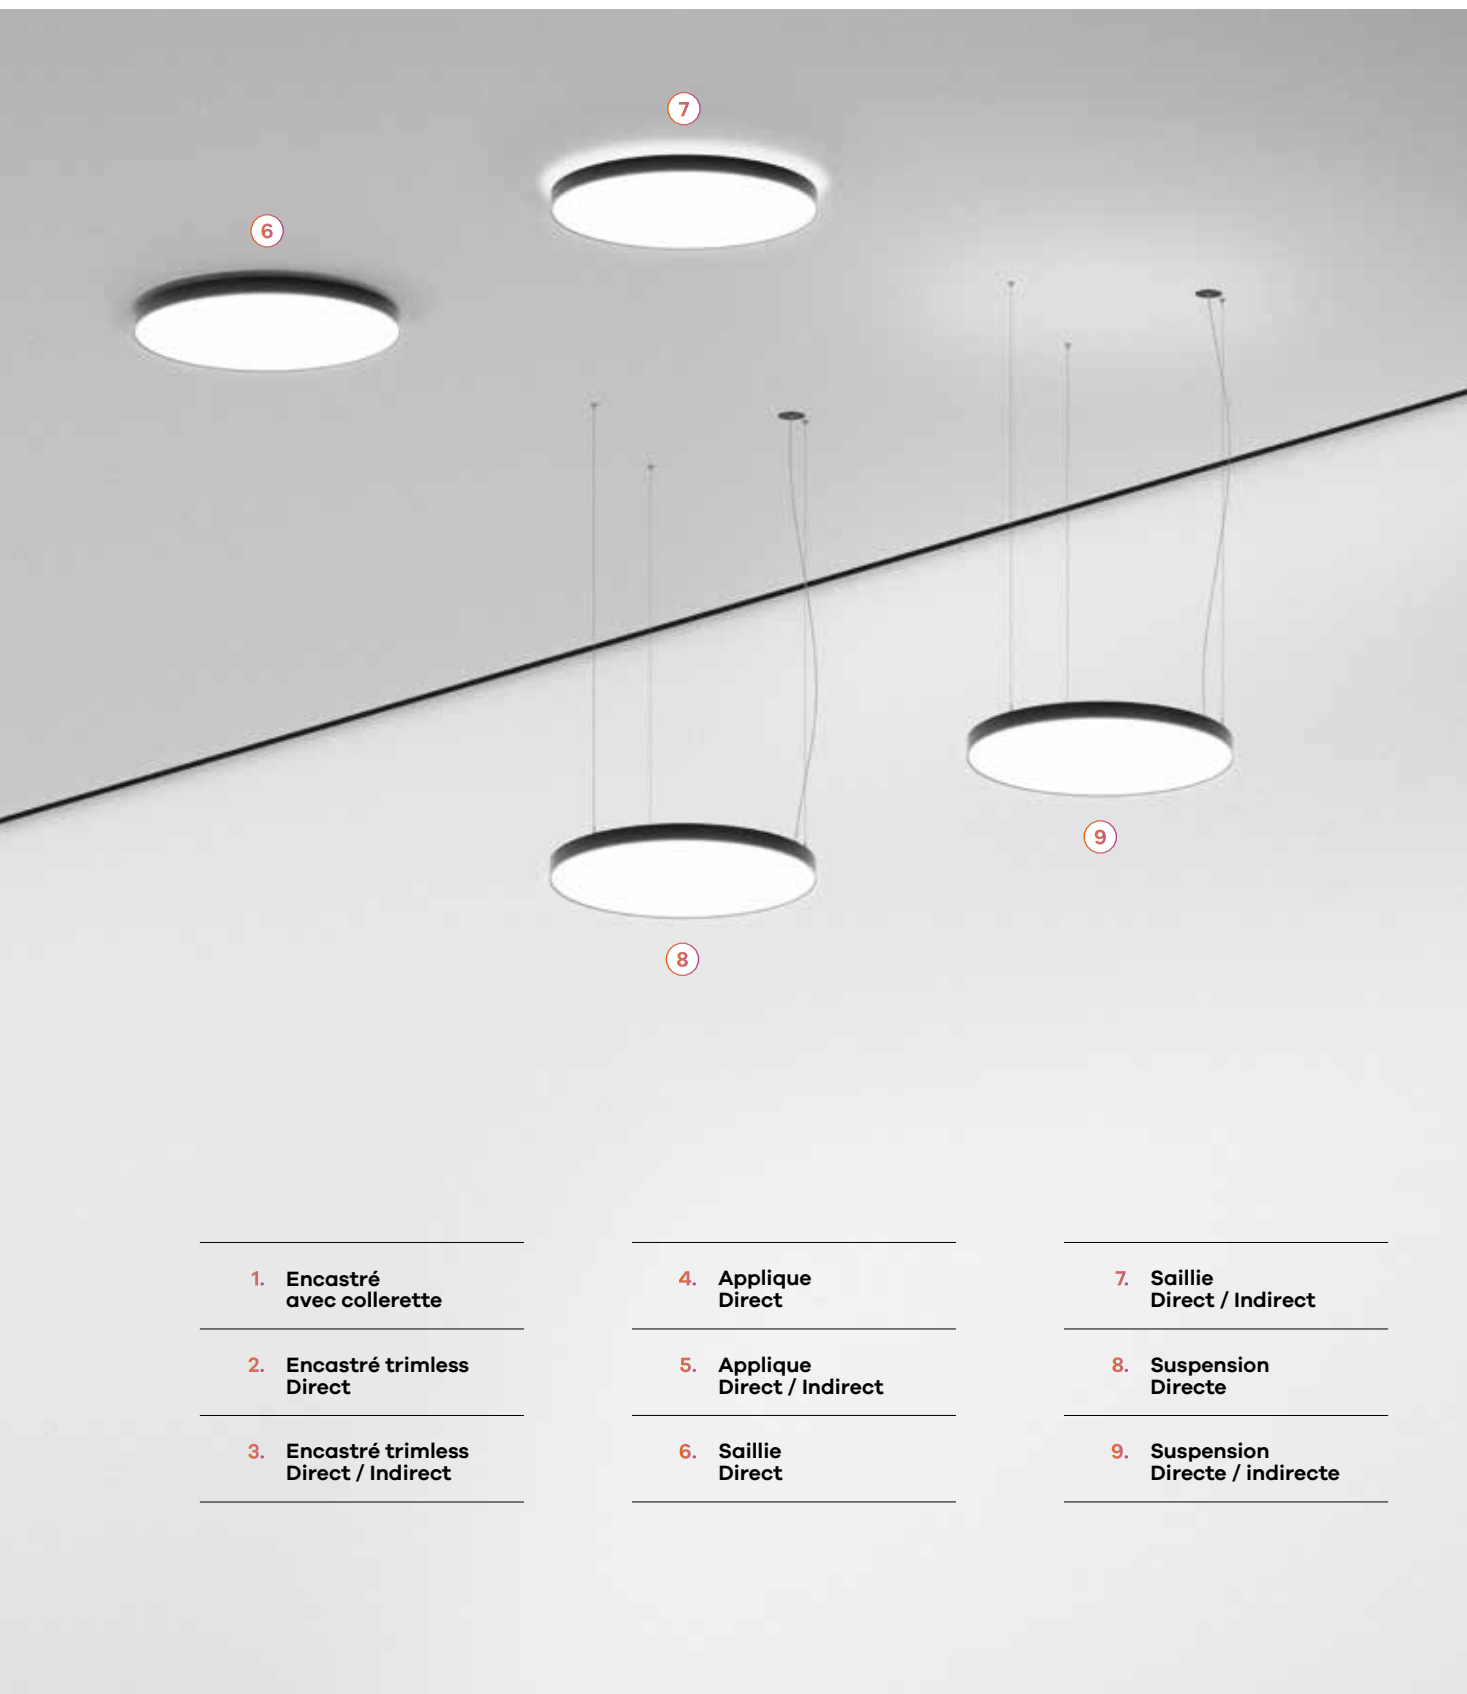 7
6
9
8
1. Encastré
avec collerette
2. Encastré trimless
Direct
3. Encastré trimless
Direct / Indirect
4. Applique
Direct
5. Applique
Direct / Indirect
6. Saillie
Direct
7. Saillie
Direct / Indirect
8. Suspension
Directe
9. Suspension
Directe / indirecte